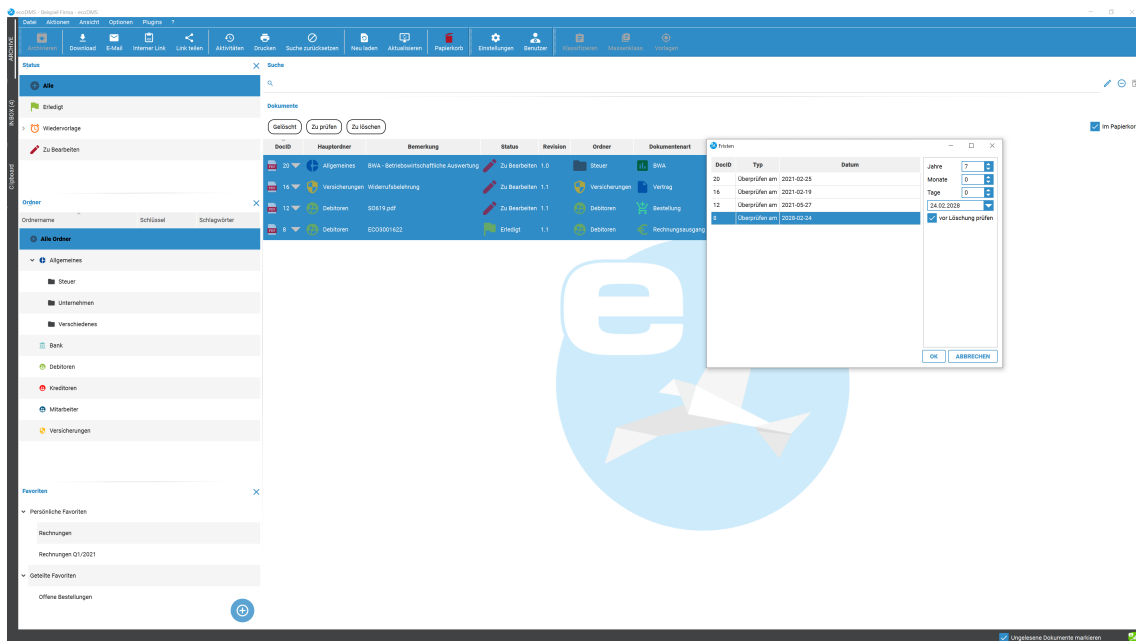 ecoDMS - Beispiel Firma - ecoDMS
Datei Aktionen Ansicht Optionen Plugins ?
Archivieren Download E-Mail Interner Link Link teilen Aktivitäten Drucken Suche zurücksetzen Neu laden Aktualisieren Papierkorb Einstellungen Benutzer Klassifizieren Massenklass. Vorlagen
ARCHIVE
INBOX (4)
Clipboard
Status
Alle
Erledigt
Wiedervorlage
Zu Bearbeiten
Ordner
Ordnername Schlüssel Schlagwörter
Alle Ordner
Allgemeines
Steuer
Unternehmen
Verschiedenes
Bank
Debitoren
Kreditoren
Mitarbeiter
Versicherungen
Favoriten
Persönliche Favoriten
Rechnungen
Rechnungen Q1/2021
Geteilte Favoriten
Offene Bestellungen
Suche
Dokumente
Gelöscht Zu prüfen Zu löschen
Im Papierkor
DocID Hauptordner Bemerkung Status Revision Ordner Dokumentenart
20 Allgemeines BWA - Betriebswirtschaftliche Auswertung Zu Bearbeiten 1.0 Steuer BWA
16 Versicherungen Widerrufsbelehrung Zu Bearbeiten 1.1 Versicherungen Vertrag
12 Debitoren SO619.pdf Zu Bearbeiten 1.1 Debitoren Bestellung
8 Debitoren ECO3001622 Erledigt 1.1 Debitoren Rechnungsausgang
e
Fristen
DocID Typ Datum
20 Überprüfen am 2021-02-25
16 Überprüfen am 2021-02-19
12 Überprüfen am 2021-05-27
8 Überprüfen am 2028-02-24
Jahre 7
Monate 0
Tage 0
24.02.2028
vor Löschung prüfen
OK ABBRECHEN
Ungelesene Dokumente markieren